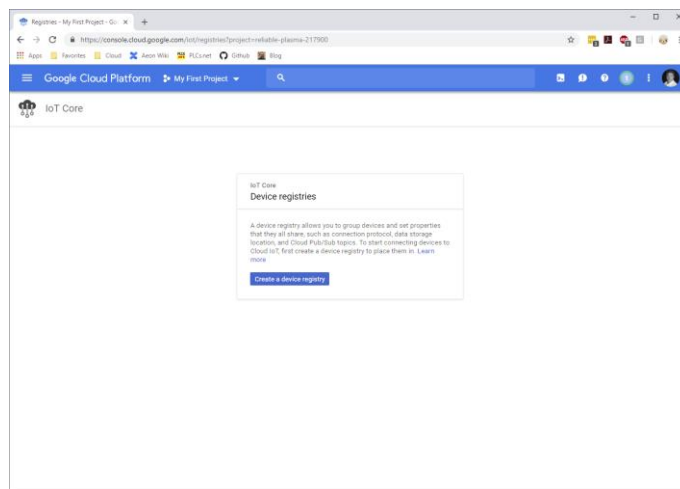 Registries - My First Project - Go
https://console.cloud.google.com/iot/registries?project=reliable-plasma-217900
Apps Favorites Cloud Aeon Wiki PLCs.net Github Blog
Google Cloud Platform My First Project
IoT Core
IoT Core
Device registries
A device registry allows you to group devices and set properties
that they all share, such as connection protocol, data storage
location, and Cloud Pub/Sub topics. To start connecting devices to
Cloud IoT, first create a device registry to place them in. Learn
more
Create a device registry